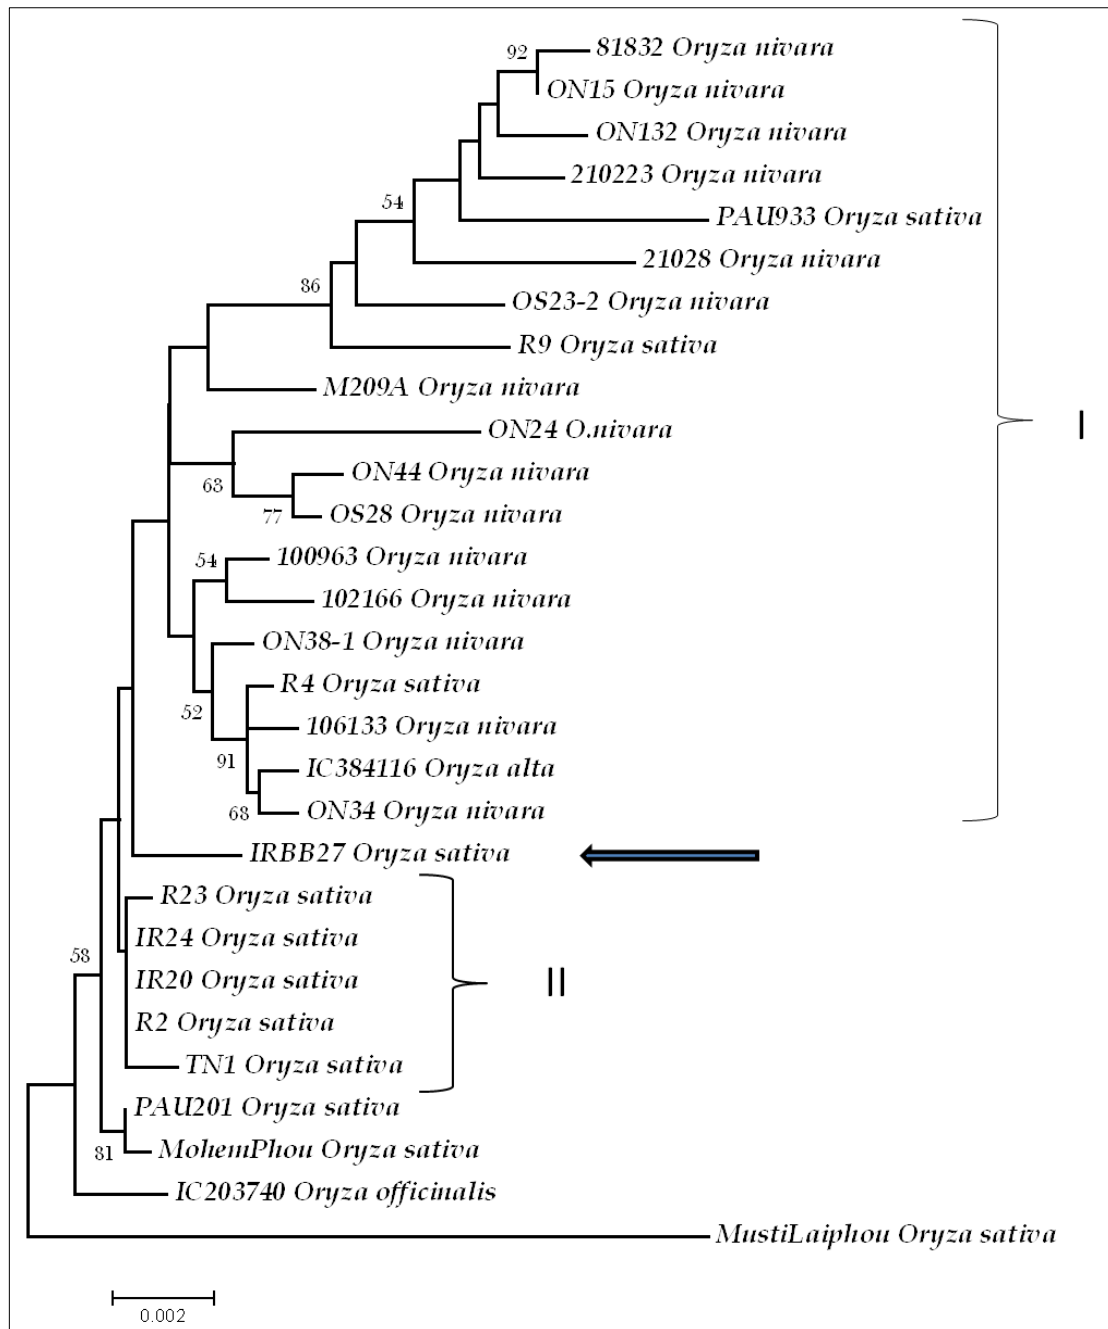 92
81832 Oryza nivara
ON15 Oryza nivara
ON132 Oryza nivara
210223 Oryza nivara
54
PAU933 Oryza sativa
21028 Oryza nivara
86
OS23-2 Oryza nivara
R9 Oryza sativa
M209A Oryza nivara
I
ON24 O.nivara
63
ON44 Oryza nivara
77
OS28 Oryza nivara
54
100963 Oryza nivara
102166 Oryza nivara
ON38-1 Oryza nivara
R4 Oryza sativa
52
106133 Oryza nivara
91
IC384116 Oryza alta
63
ON34 Oryza nivara
IRBB27 Oryza sativa
R23 Oryza sativa
IR24 Oryza sativa
58
IR20 Oryza sativa
II
R2 Oryza sativa
TN1 Oryza sativa
PAU201 Oryza sativa
81
MohemPhou Oryza sativa
IC203740 Oryza officinalis
MustiLaiphou Oryza sativa
0.002